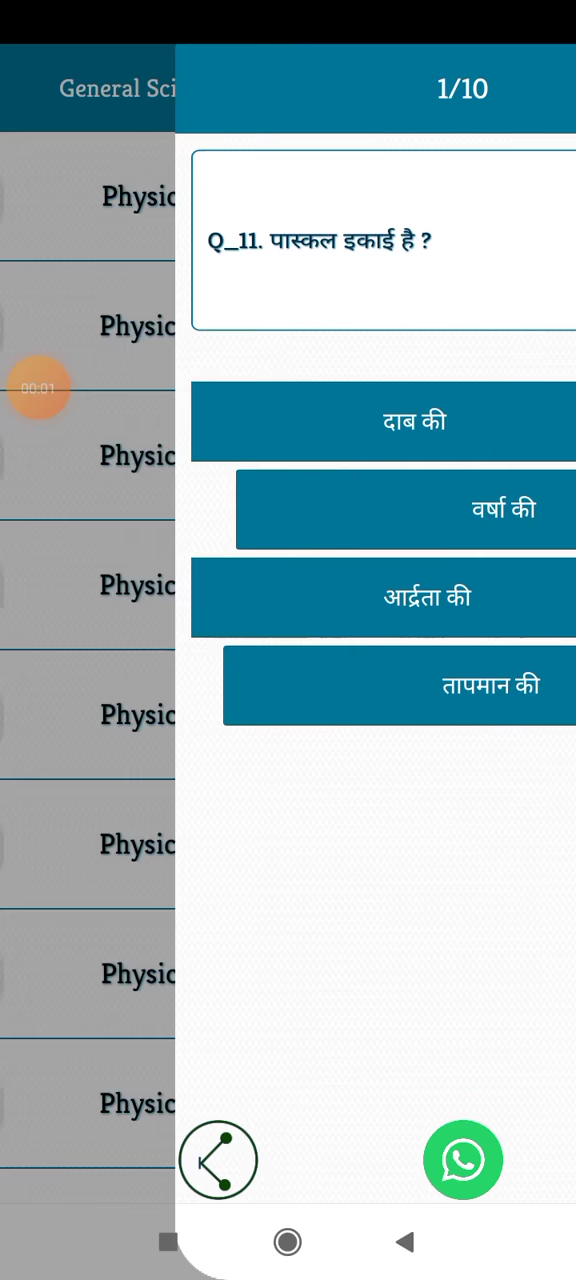 General Sci
1/10
Physic
Q_11. पास्कल इकाई है ?
Physic
00:01
दाब की
Physic
वर्षा की
Physic
आर्द्रता की
तापमान की
Physic
Physic
Physic
Physic